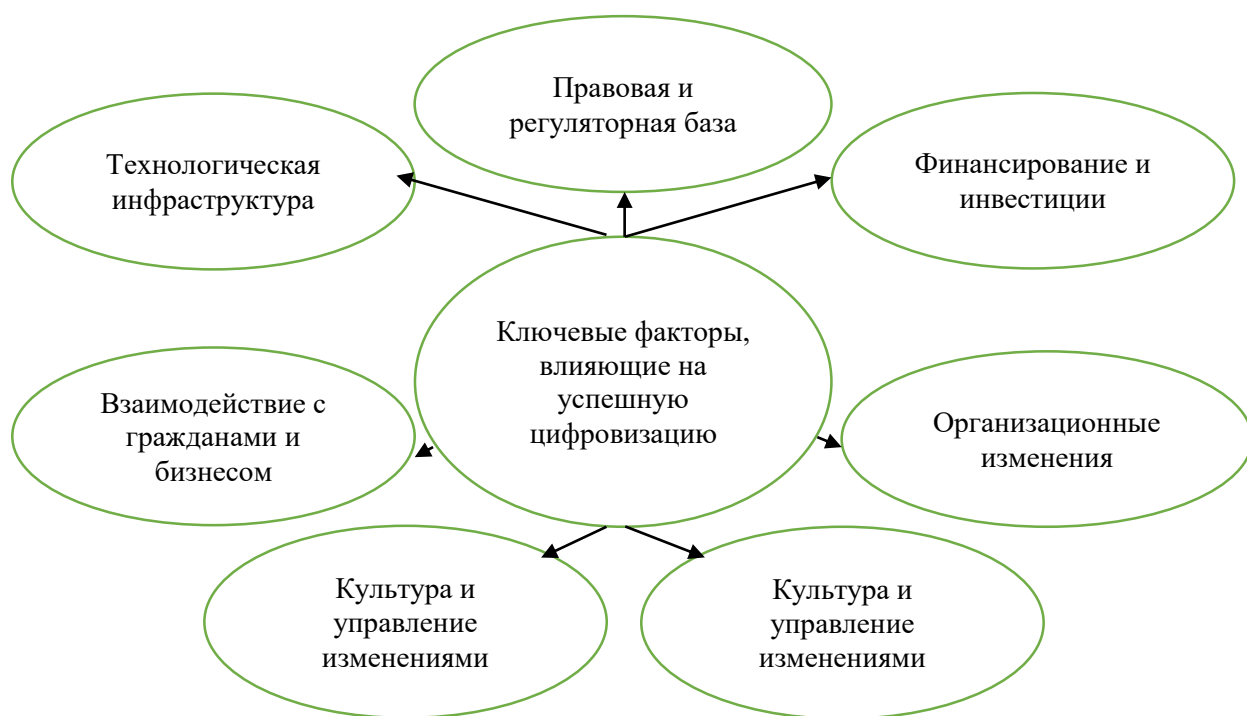 Правовая и
регуляторная база
Технологическая
инфраструктура
Финансирование и
инвестиции
Ключевые факторы,
влияющие на
успешную
цифровизацию
Взаимодействие с
гражданами и
бизнесом
Организационные
изменения
Культура и
управление
изменениями
Культура и
управление
изменениями